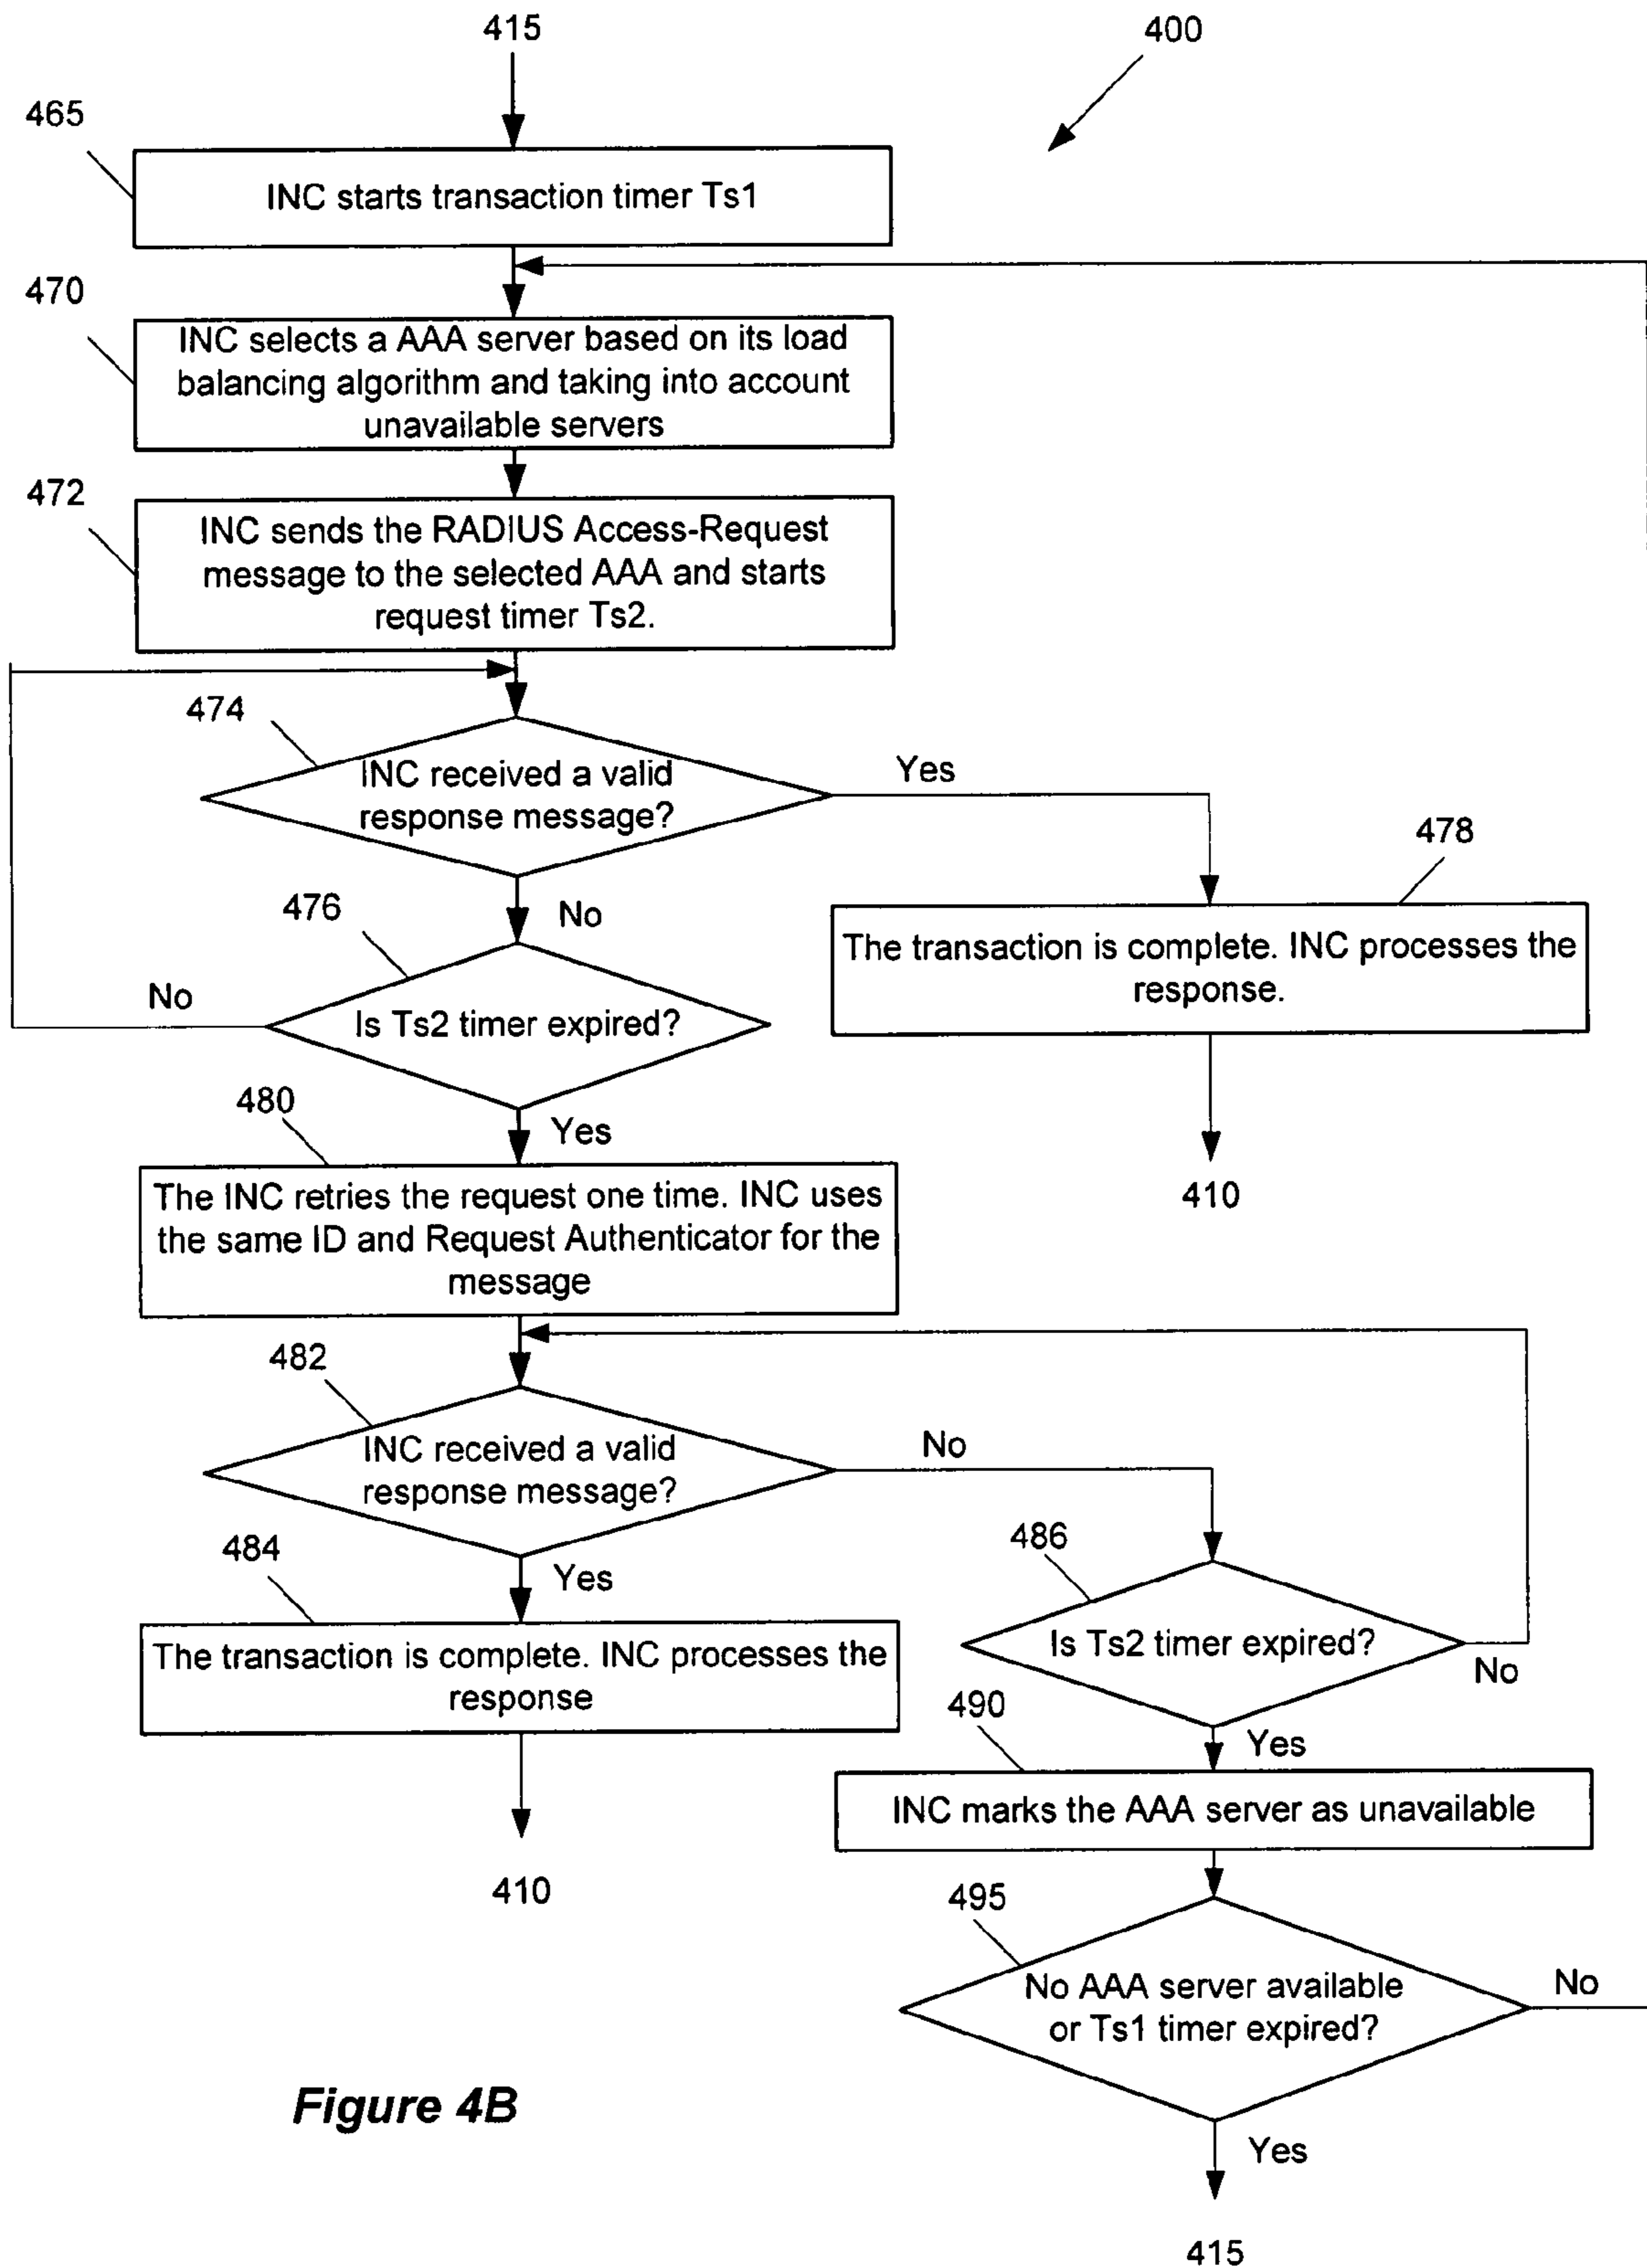 415
400
465
INC starts transaction timer Ts1
470
INC selects a AAA server based on its load
balancing algorithm and taking into account
unavailable servers
472
INC sends the RADIUS Access-Request
message to the selected AAA and starts
request timer Ts2.
474
INC received a valid
response message?
Yes
478
476
No
The transaction is complete. INC processes the
response.
No
Is Ts2 timer expired?
480
Yes
410
The INC retries the request one time. INC uses
the same ID and Request Authenticator for the
message
482
INC received a valid
response message?
No
484
Yes
486
The transaction is complete. INC processes the
response
Is Ts2 timer expired?
No
490
Yes
INC marks the AAA server as unavailable
410
495
No AAA server available
or Ts1 timer expired?
No
Figure 4B
Yes
415